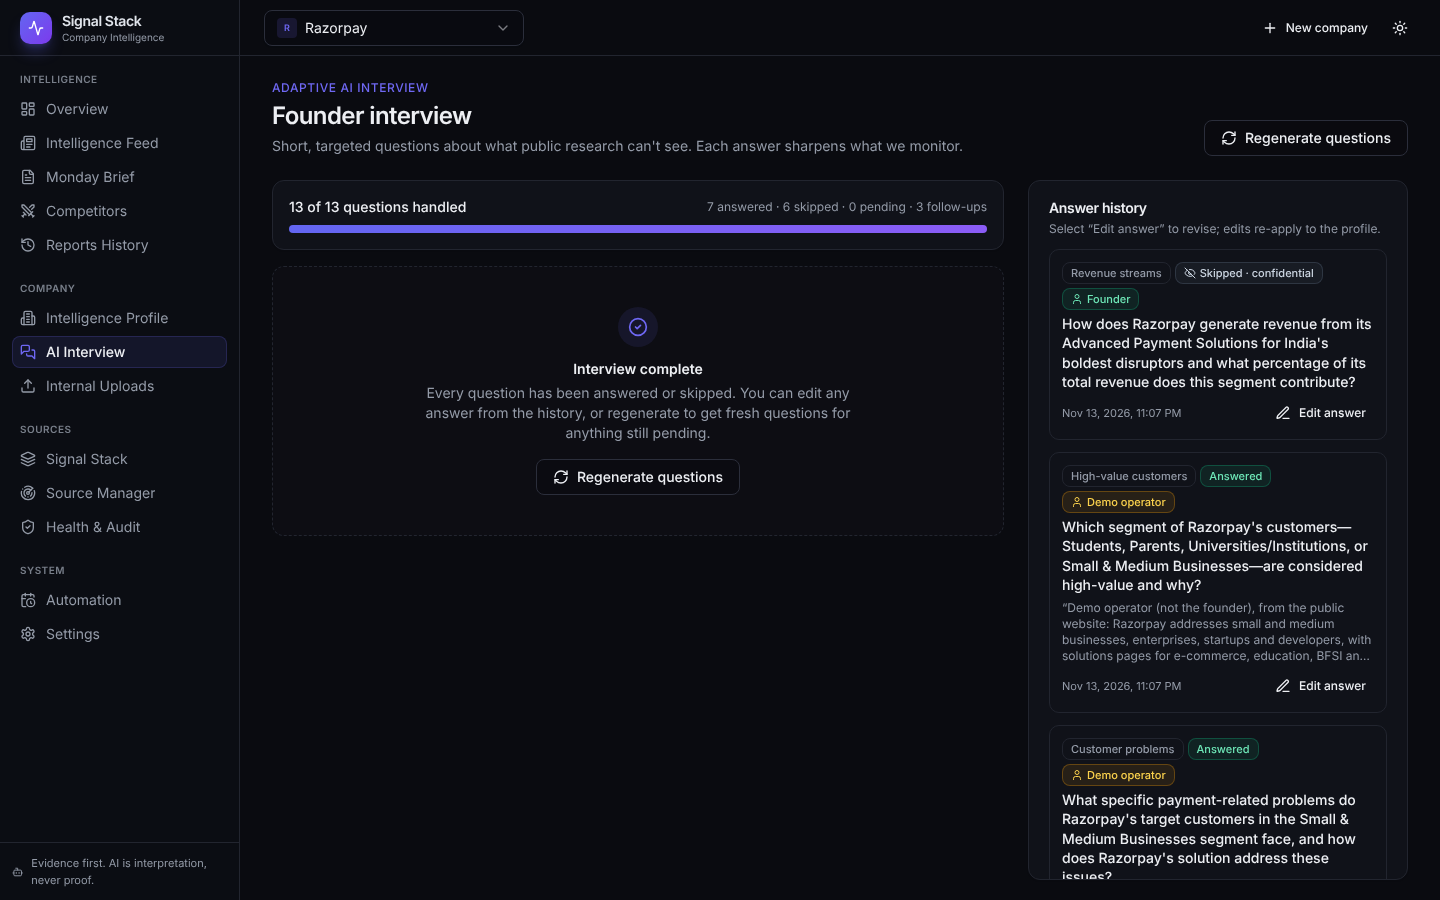 Signal Stack
Company Intelligence
INTELLIGENCE
Overview
Intelligence Feed
Monday Brief
Competitors
Reports History
COMPANY
Intelligence Profile
AI Interview
Internal Uploads
SOURCES
Signal Stack
Source Manager
Health & Audit
SYSTEM
Automation
Settings
Evidence first. AI is interpretation,
never proof.
R
Razorpay
New company
ADAPTIVE AI INTERVIEW
Founder interview
Short, targeted questions about what public research can't see. Each answer sharpens what we monitor.
Regenerate questions
13 of 13 questions handled
7 answered · 6 skipped · 0 pending · 3 follow-ups
Interview complete
Every question has been answered or skipped. You can edit any
answer from the history, or regenerate to get fresh questions for
anything still pending.
Regenerate questions
Answer history
Select “Edit answer” to revise; edits re-apply to the profile.
Revenue streams
Skipped · confidential
Founder
How does Razorpay generate revenue from its
Advanced Payment Solutions for India's
boldest disruptors and what percentage of its
total revenue does this segment contribute?
Nov 13, 2026, 11:07 PM
Edit answer
High-value customers
Answered
Demo operator
Which segment of Razorpay's customers—
Students, Parents, Universities/Institutions, or
Small & Medium Businesses—are considered
high-value and why?
“Demo operator (not the founder), from the public
website: Razorpay addresses small and medium
businesses, enterprises, startups and developers, with
solutions pages for e-commerce, education, BFSI an...
Nov 13, 2026, 11:07 PM
Edit answer
Customer problems
Answered
Demo operator
What specific payment-related problems do
Razorpay's target customers in the Small &
Medium Businesses segment face, and how
does Razorpay's solution address these
issues?